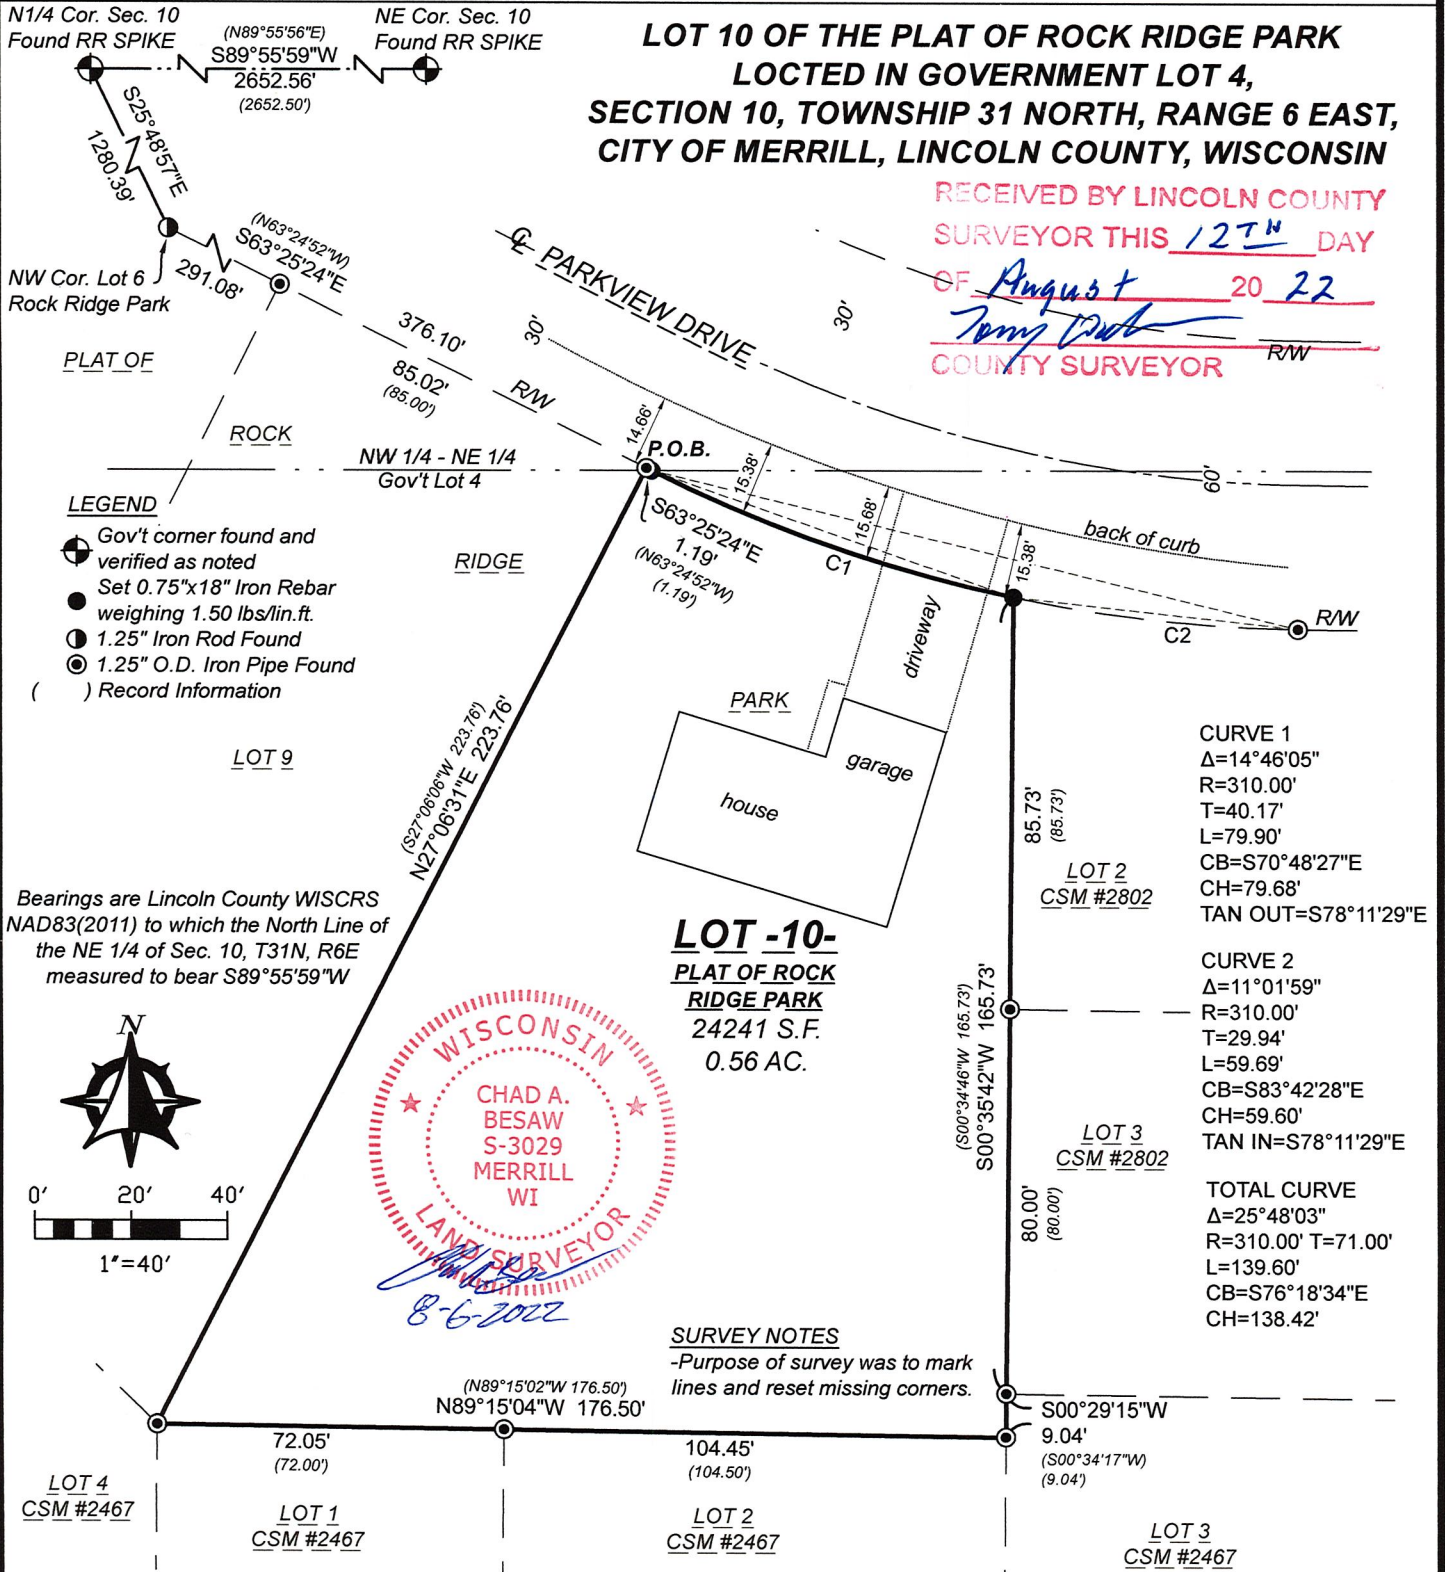 N1/4 Cor. Sec. 10
Found RR SPIKE
(N89°55'56"E)
S89°55'59"W
2652.56'
(2652.50')
NE Cor. Sec. 10
Found RR SPIKE
LOT 10 OF THE PLAT OF ROCK RIDGE PARK
LOCTED IN GOVERNMENT LOT 4,
SECTION 10, TOWNSHIP 31 NORTH, RANGE 6 EAST,
CITY OF MERRILL, LINCOLN COUNTY, WISCONSIN
RECEIVED BY LINCOLN COUNTY
SURVEYOR THIS 12TH DAY
OF August 20 22
COUNTY SURVEYOR
S25°48'57"E
1280.39'
NW Cor. Lot 6
Rock Ridge Park
(N63°24'52"W)
S63°25'24"E
291.08'
376.10'
85.02'
(85.00')
R/W
30'
℄ PARKVIEW DRIVE
30'
R/W
60'
PLAT OF
ROCK
RIDGE
PARK
NW 1/4 - NE 1/4
Gov't Lot 4
14.66'
P.O.B.
15.38'
15.68'
15.38'
back of curb
S63°25'24"E
1.19'
(N63°24'52"W)
(1.19')
C1
C2
R/W
driveway
garage
house
LEGEND
Gov't corner found and
verified as noted
Set 0.75"x18" Iron Rebar
weighing 1.50 lbs/lin.ft.
1.25" Iron Rod Found
1.25" O.D. Iron Pipe Found
( ) Record Information
LOT 9
(S27°06'06"W 223.76')
N27°06'31"E 223.76'
Bearings are Lincoln County WISCRS
NAD83(2011) to which the North Line of
the NE 1/4 of Sec. 10, T31N, R6E
measured to bear S89°55'59"W
N
0' 20' 40'
1"=40'
LOT -10-
PLAT OF ROCK
RIDGE PARK
24241 S.F.
0.56 AC.
WISCONSIN
CHAD A.
BESAW
S-3029
MERRILL
WI
LAND SURVEYOR
8-6-2022
85.73'
(85.73')
LOT 2
CSM #2802
(S00°34'46"W 165.73')
S00°35'42"W 165.73'
LOT 3
CSM #2802
80.00'
(80.00')
CURVE 1
Δ=14°46'05"
R=310.00'
T=40.17'
L=79.90'
CB=S70°48'27"E
CH=79.68'
TAN OUT=S78°11'29"E
CURVE 2
Δ=11°01'59"
R=310.00'
T=29.94'
L=59.69'
CB=S83°42'28"E
CH=59.60'
TAN IN=S78°11'29"E
TOTAL CURVE
Δ=25°48'03"
R=310.00' T=71.00'
L=139.60'
CB=S76°18'34"E
CH=138.42'
SURVEY NOTES
-Purpose of survey was to mark
lines and reset missing corners.
(N89°15'02"W 176.50')
N89°15'04"W 176.50'
72.05'
(72.00')
104.45'
(104.50')
S00°29'15"W
9.04'
(S00°34'17"W)
(9.04')
LOT 4
CSM #2467
LOT 1
CSM #2467
LOT 2
CSM #2467
LOT 3
CSM #2467